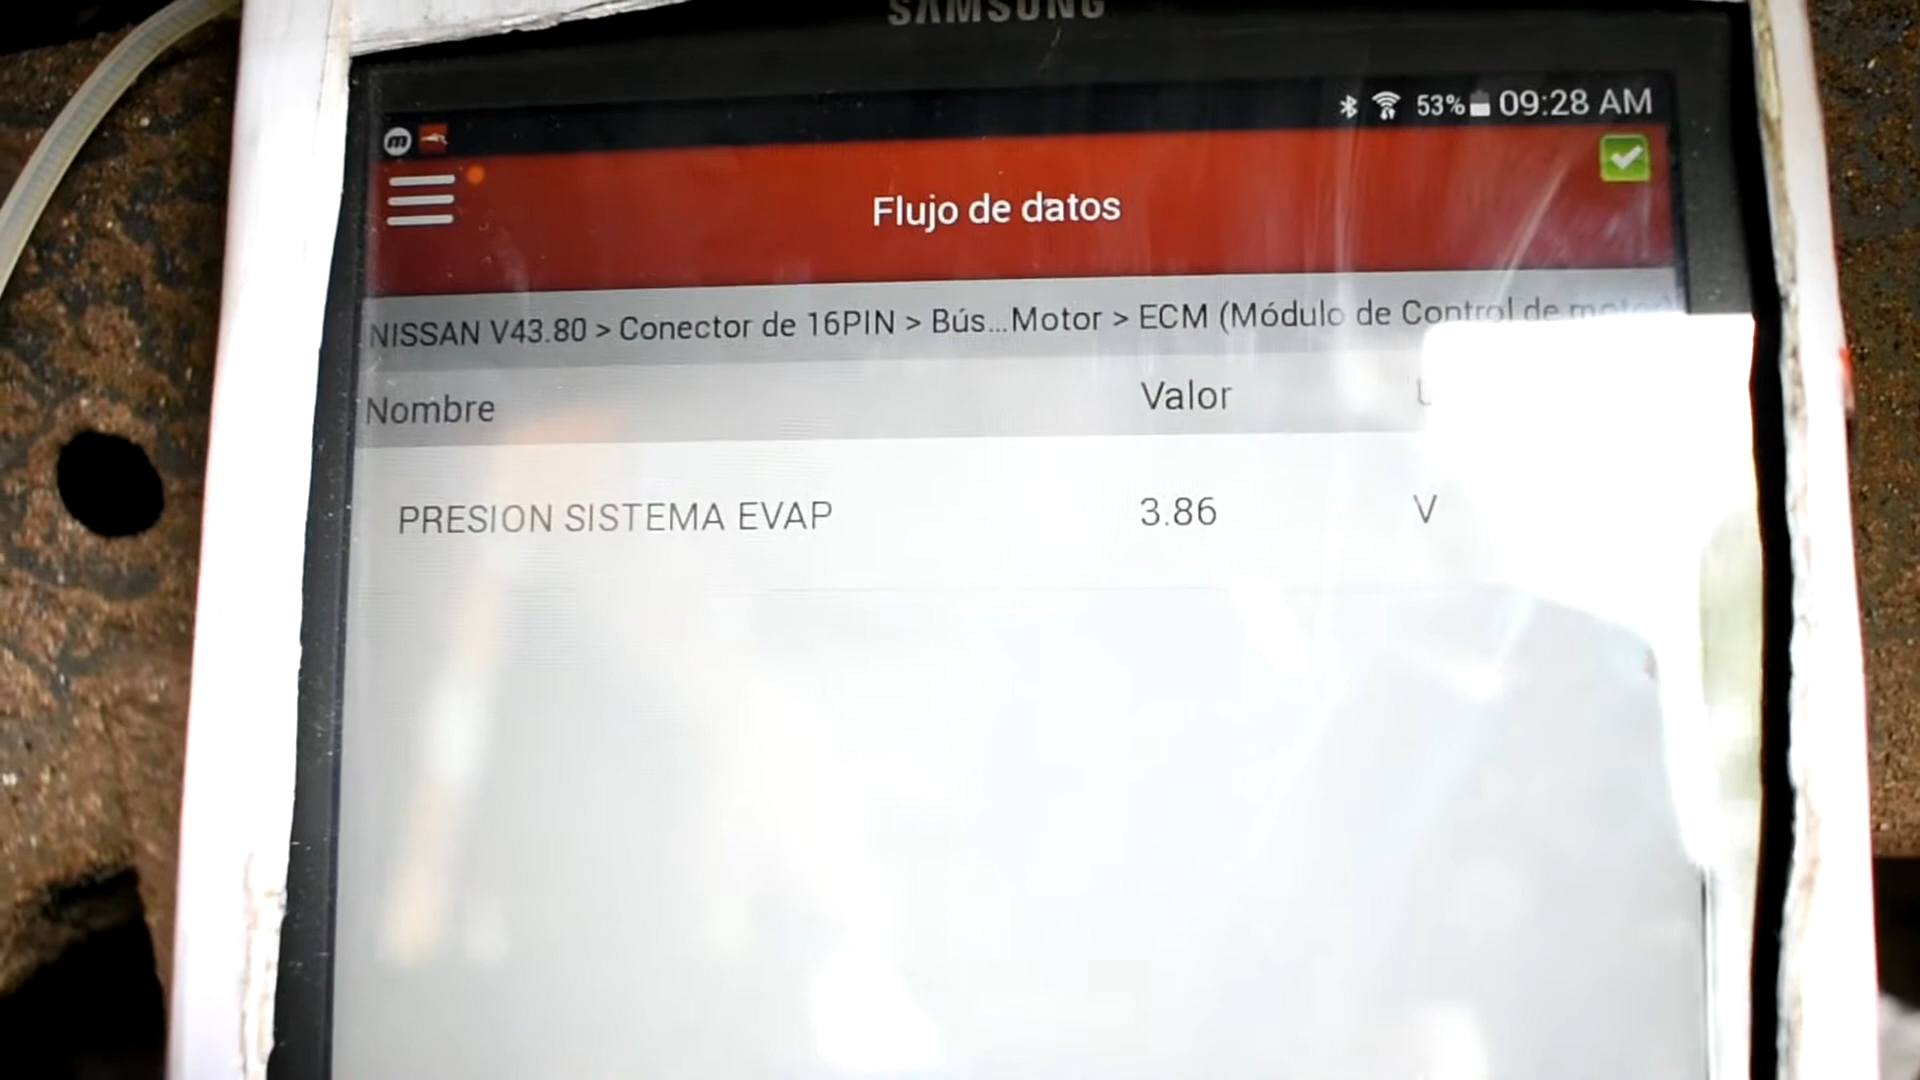 SAMSUNG
53% 09:28 AM
Flujo de datos
NISSAN V43.80 > Conector de 16PIN > Bús...Motor > ECM (Módulo de Control de motor
Nombre Valor
PRESION SISTEMA EVAP 3.86 V